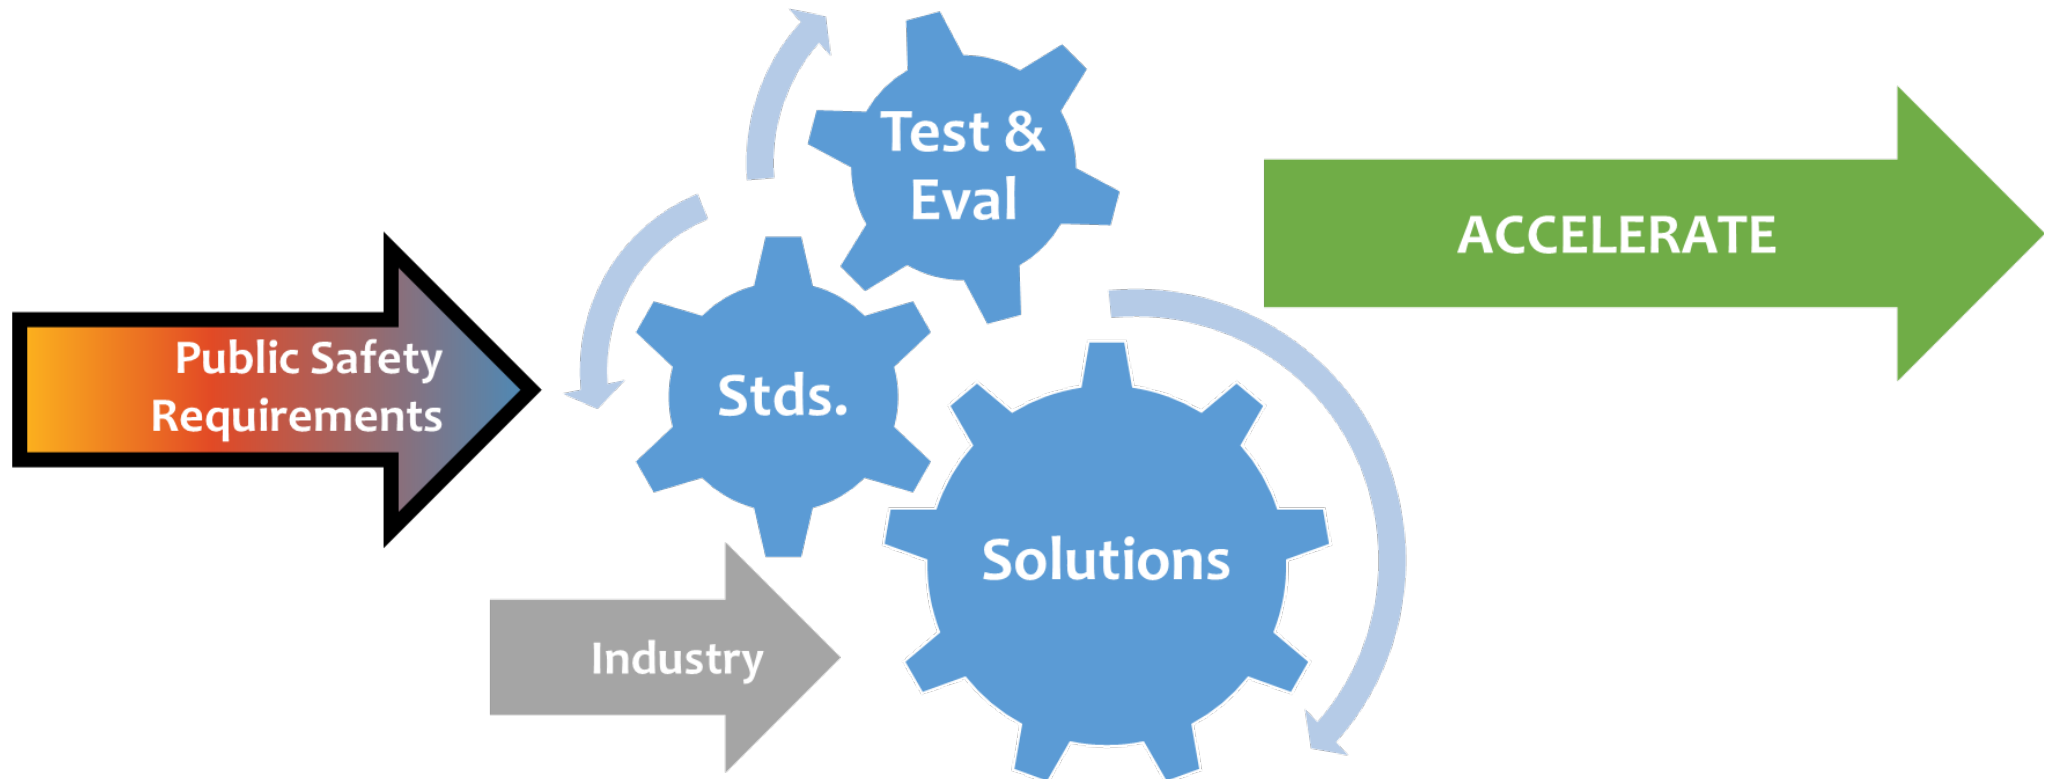 Test &
Eval
ACCELERATE
Public Safety
Requirements
Stds.
Solutions
Industry